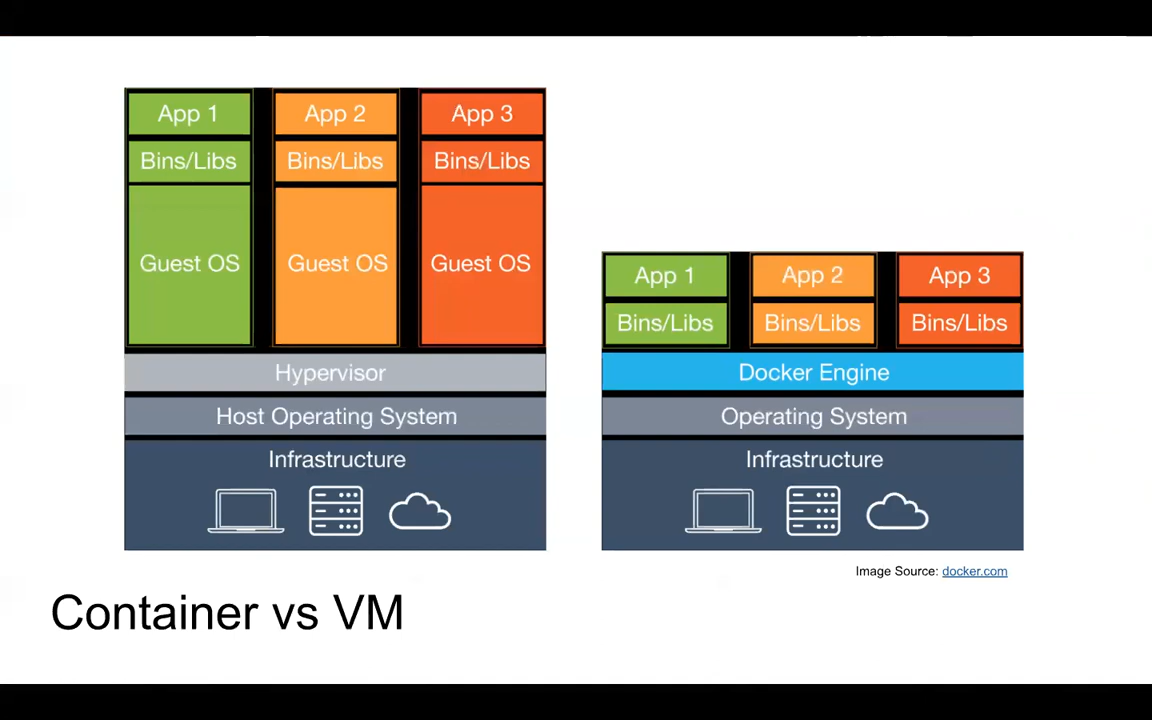 App 1
App 2
App 3
Bins/Libs
Bins/Libs
Bins/Libs
Guest OS
Guest OS
Guest OS
Hypervisor
Host Operating System
Infrastructure
App 1
App 2
App 3
Bins/Libs
Bins/Libs
Bins/Libs
Docker Engine
Operating System
Infrastructure
Image Source: docker.com
Container vs VM